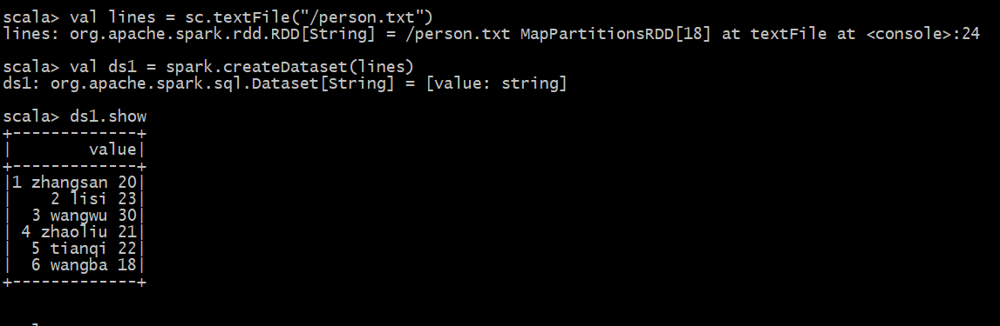 scala> val lines = sc.textFile("/person.txt")
lines: org.apache.spark.rdd.RDD[String] = /person.txt MapPartitionsRDD[18] at textFile at <console>:24
scala> val ds1 = spark.createDataset(lines)
ds1: org.apache.spark.sql.Dataset[String] = [value: string]
scala> ds1.show
+-------------+
|        value|
+-------------+
|1 zhangsan 20|
|    2 lisi 23|
|  3 wangwu 30|
| 4 zhaoliu 21|
|  5 tianqi 22|
|  6 wangba 18|
+-------------+